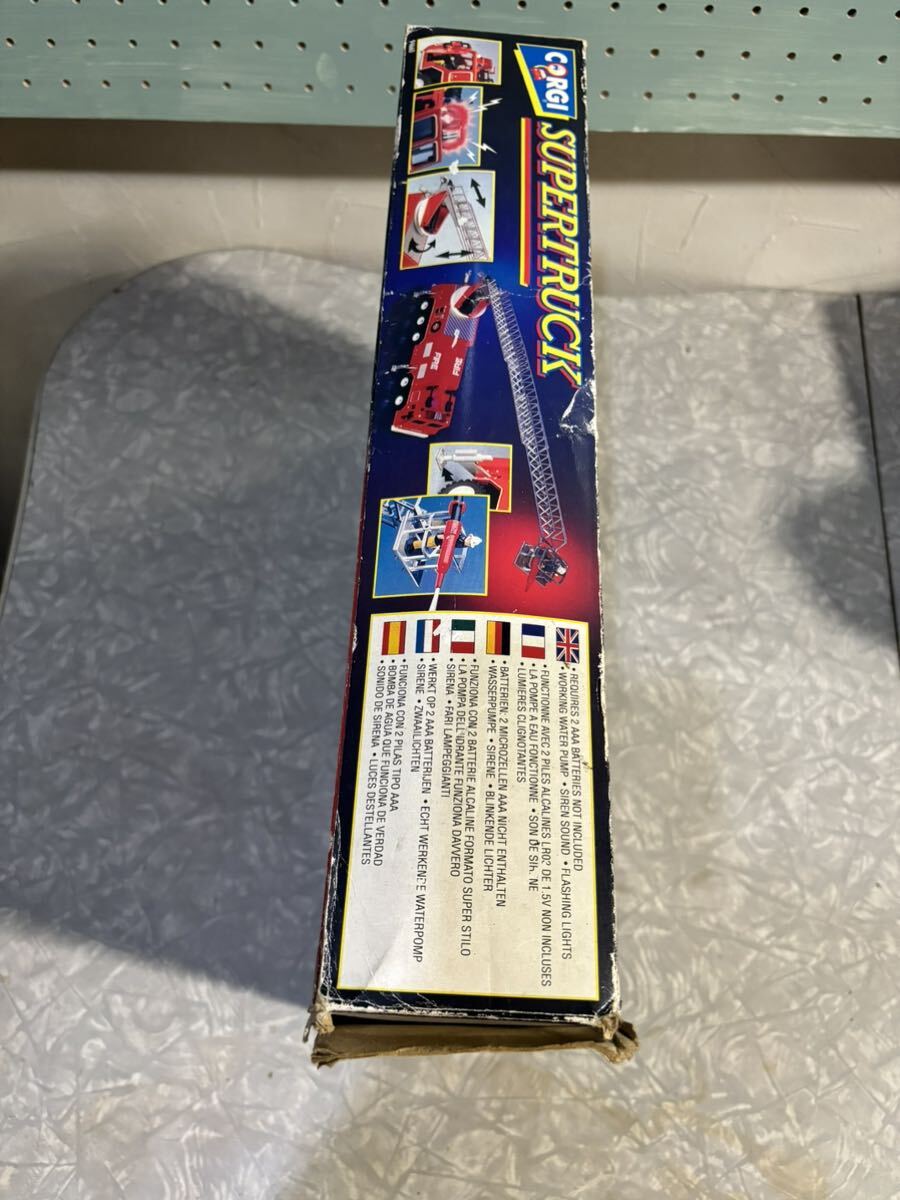 CORGI
SUPERTRUCK
FIRE
• REQUIRES 2 AAA BATTERIES NOT INCLUDED
• WORKING WATER PUMP • SIREN SOUND • FLASHING LIGHTS
• FUNCTIONNE AVEC 2 PILES ALCALINES LR03 DE 1.5V NON INCLUSES
• LA POMPE A EAU FONCTIONNE • SON DE SIRENE
• LUMIERES CLIGNOTANTES
• BATTERIEN: 2 MICROZELLEN AAA NICHT ENTHALTEN
• WASSERPUMPE • SIRENE • BLINKENDE LICHTER
FUNZIONA CON 2 BATTERIE ALCALINE FORMATO SUPER STILO
• LA POMPA DELL'IDRANTE FUNZIONA DAVVERO
• SIRENA • FARI LAMPEGGIANTI
• WERKT OP 2 AAA BATTERIJEN • ECHT WERKENDE WATERPOMP
• SIRENE • ZWAAILICHTEN
• FUNCIONA CON 2 PILAS TIPO AAA
• BOMBA DE AGUA QUE FUNCIONA DE VERDAD
• SONIDO DE SIRENA • LUCES DESTELLANTES